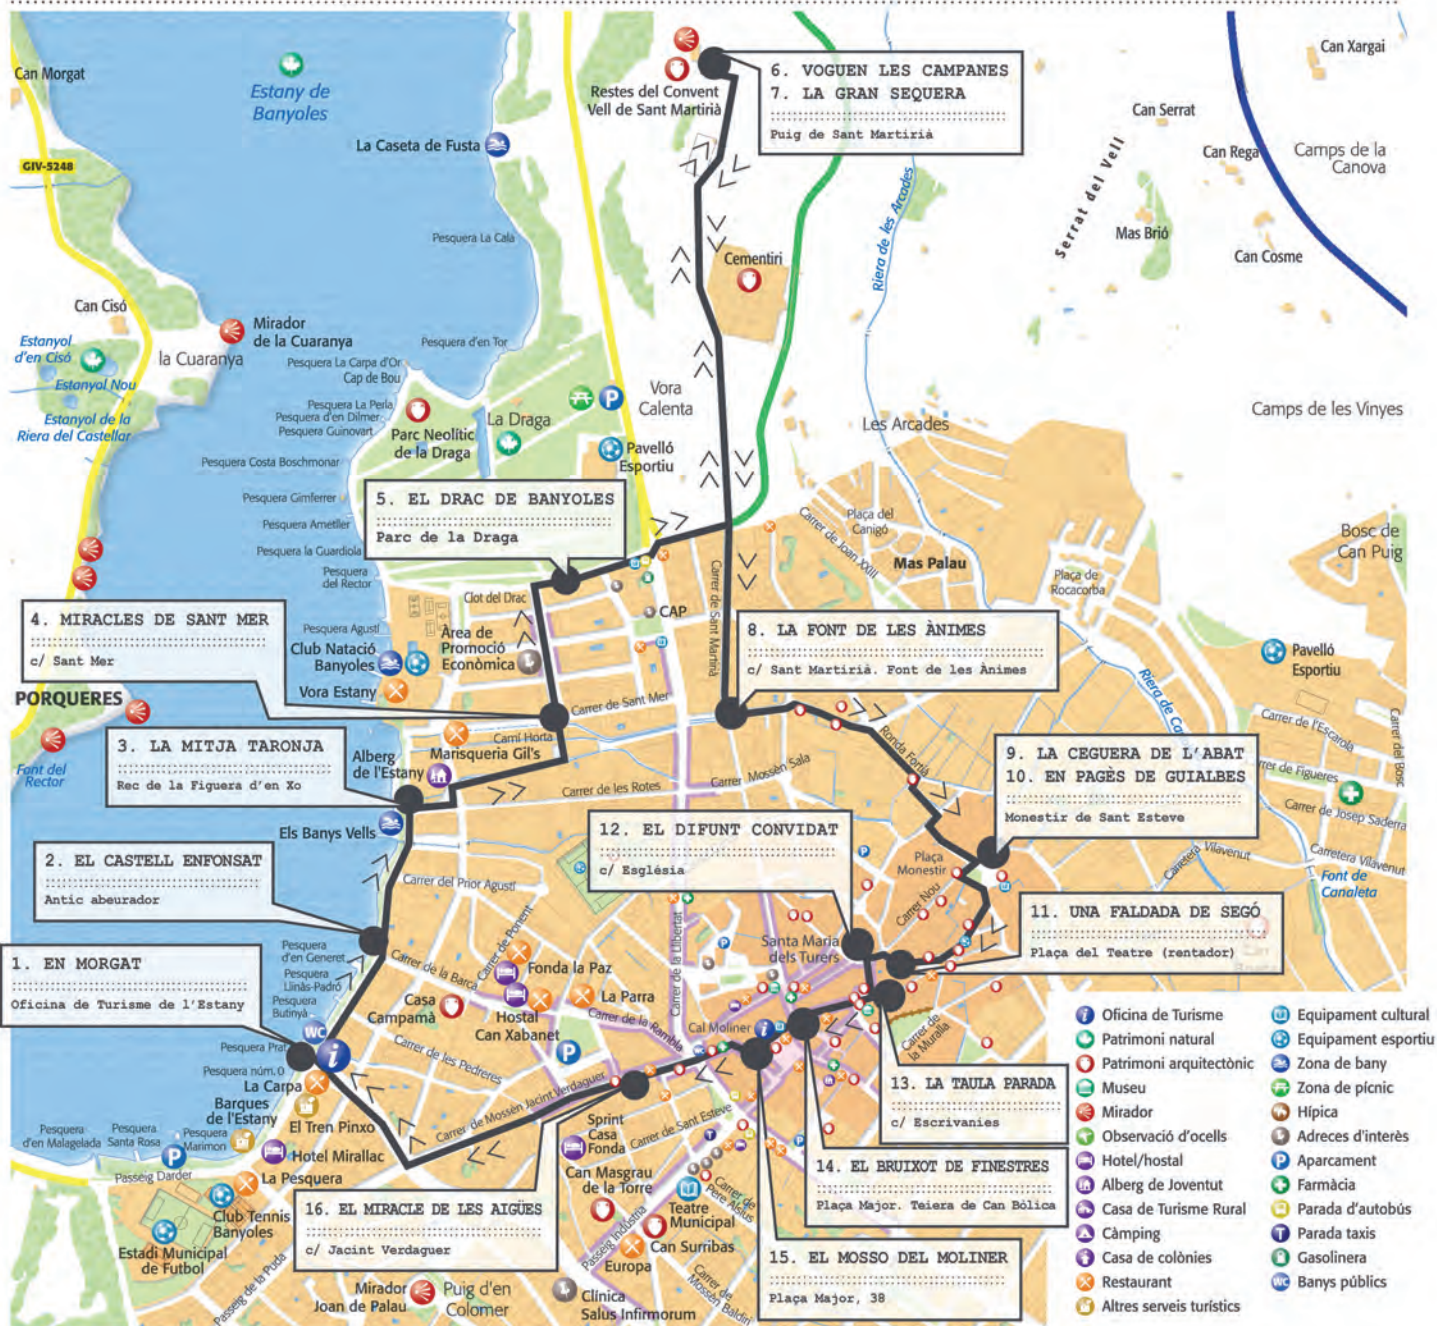 Can Morgat
Estany de
Banyoles
GIV-5248
La Caseta de Fusta
Restes del Convent
Vell de Sant Martirià
6. VOGUEN LES CAMPANES
7. LA GRAN SEQUERA
Puig de Sant Martirià
Can Xargai
Can Serrat
Can Rega
Camps de la
Canova
Serrat del Vell
Mas Brió
Can Cosme
Riera de les Arcades
Pesquera La Cala
Cementiri
Can Cisó
Mirador
de la Cuaranya
la Cuaranya
Estanyol
d'en Cisó
Estanyol Nou
Estanyol de la
Riera del Castellar
Pesquera d'en Tor
Pesquera La Carpa d'Or
Cap de Bou
Pesquera La Perla
Pesquera d'en Dilmer
Pesquera Guinovart
Parc Neolític
de la Draga
La Draga
Vora
Calenta
Pavelló
Esportiu
Les Arcades
Camps de les Vinyes
Pesquera Costa Boschmonar
Pesquera Gimferrer
Pesquera Ametller
Pesquera la Guardiola
Pesquera
del Rector
5. EL DRAC DE BANYOLES
Parc de la Draga
Plaça del
Canigó
Carrer de Joan XXIII
Mas Palau
Plaça de
Rocacorba
Bosc de
Can Puig
Carrer de Sant Martirià
Clot del Drac
CAP
4. MIRACLES DE SANT MER
c/ Sant Mer
Pesquera Agustí
Club Natació
Banyoles
Àrea de
Promoció
Econòmica
Vora Estany
8. LA FONT DE LES ÀNIMES
c/ Sant Martirià. Font de les Ànimes
Pavelló
Esportiu
PORQUERES
Font del
Rector
Carrer de Sant Mer
Camí Horta
Marisqueria Gil's
3. LA MITJA TARONJA
Rec de la Figuera d'en Xo
Alberg
de l'Estany
Carrer Mossèn Sala
Ronda Fortià
Carrer de les Rotes
Els Banys Vells
9. LA CEGUERA DE L'ABAT
10. EN PAGÈS DE GUIALBES
Monestir de Sant Esteve
Carrer de l'Escarola
Carrer del Bosc
Carrer de Josep Saderra
Carretera Vilavenut
Carretera Vilavenut
Font de
Canaleta
12. EL DIFUNT CONVIDAT
c/ Església
Plaça
Monestir
Carrer Nou
2. EL CASTELL ENFONSAT
Antic abeurador
Carrer del Prior Agustí
Carrer de Ponent
Carrer de la Barca
Carrer de la Llibertat
Santa Maria
dels Turers
11. UNA FALDADA DE SEGÓ
Plaça del Teatre (rentador)
1. EN MORGAT
Oficina de Turisme de l'Estany
Pesquera
d'en Generet
Pesquera
Llinàs-Padró
Pesquera
Butinyà
WC
Fonda la Paz
Hostal
Can Xabanet
La Parra
Casa
Campamà
Carrer de la Rambla
Cal Moliner
Carrer de
la Muralla
Pesquera Prat
Pesquera núm. 0
La Carpa
Barques
de l'Estany
El Tren Pinxo
Carrer de les Pedreres
Carrer de Mossèn Jacint Verdaguer
13. LA TAULA PARADA
c/ Escrivanies
Pesquera
d'en Malagelada
Pesquera
Santa Rosa
Pesquera
Marimon
Hotel Mirallac
La Pesquera
Passeig Darder
Club Tennis
Banyoles
Estadi Municipal
de Futbol
Passeig de la Puda
Sprint
Casa
Fonda
Carrer de Sant Esteve
Can Masgrau
de la Torre
Teatre
Municipal
Can Surribas
Europa
Passeig Indústria
Carrer de
Pere Alsius
Carrer de
Mossèn Baldiri
14. EL BRUIXOT DE FINESTRES
Plaça Major. Teiera de Can Bòlica
15. EL MOSSO DEL MOLINER
Plaça Major, 38
16. EL MIRACLE DE LES AIGÜES
c/ Jacint Verdaguer
Mirador
Joan de Palau
Puig d'en
Colomer
Clínica
Salus Infirmorum
Oficina de Turisme
Patrimoni natural
Patrimoni arquitectònic
Museu
Mirador
Observació d'ocells
Hotel/hostal
Alberg de Joventut
Casa de Turisme Rural
Càmping
Casa de colònies
Restaurant
Altres serveis turístics
Equipament cultural
Equipament esportiu
Zona de bany
Zona de pícnic
Hípica
Adreces d'interès
Aparcament
Farmàcia
Parada d'autobús
Parada taxis
Gasolinera
Banys públics